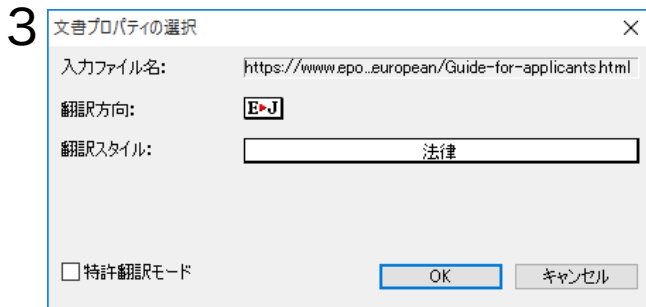 3
文書プロパティの選択
入力ファイル名: https://www.epo...european/Guide-for-applicants.html
翻訳方向: E▸J
翻訳スタイル: 法律
特許翻訳モード OK キャンセル